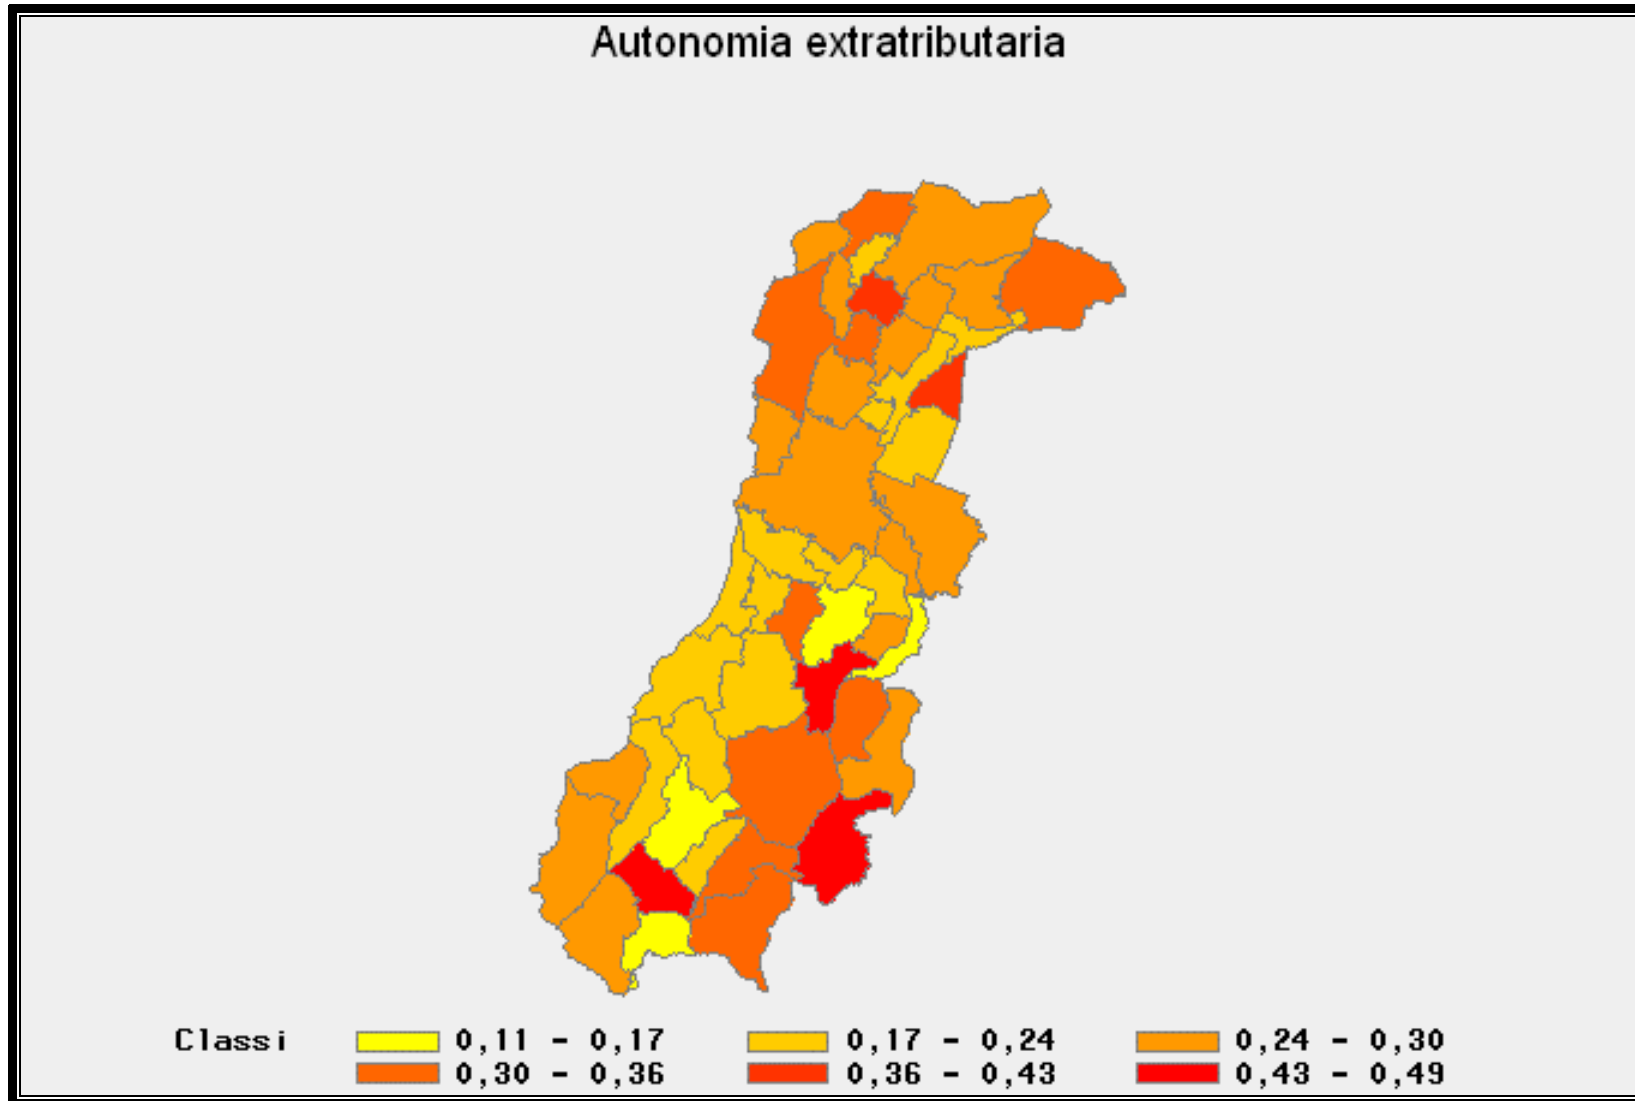 Autonomia extratributaria
Classi 0,11 - 0,17 0,17 - 0,24 0,24 - 0,30
0,30 - 0,36 0,36 - 0,43 0,43 - 0,49